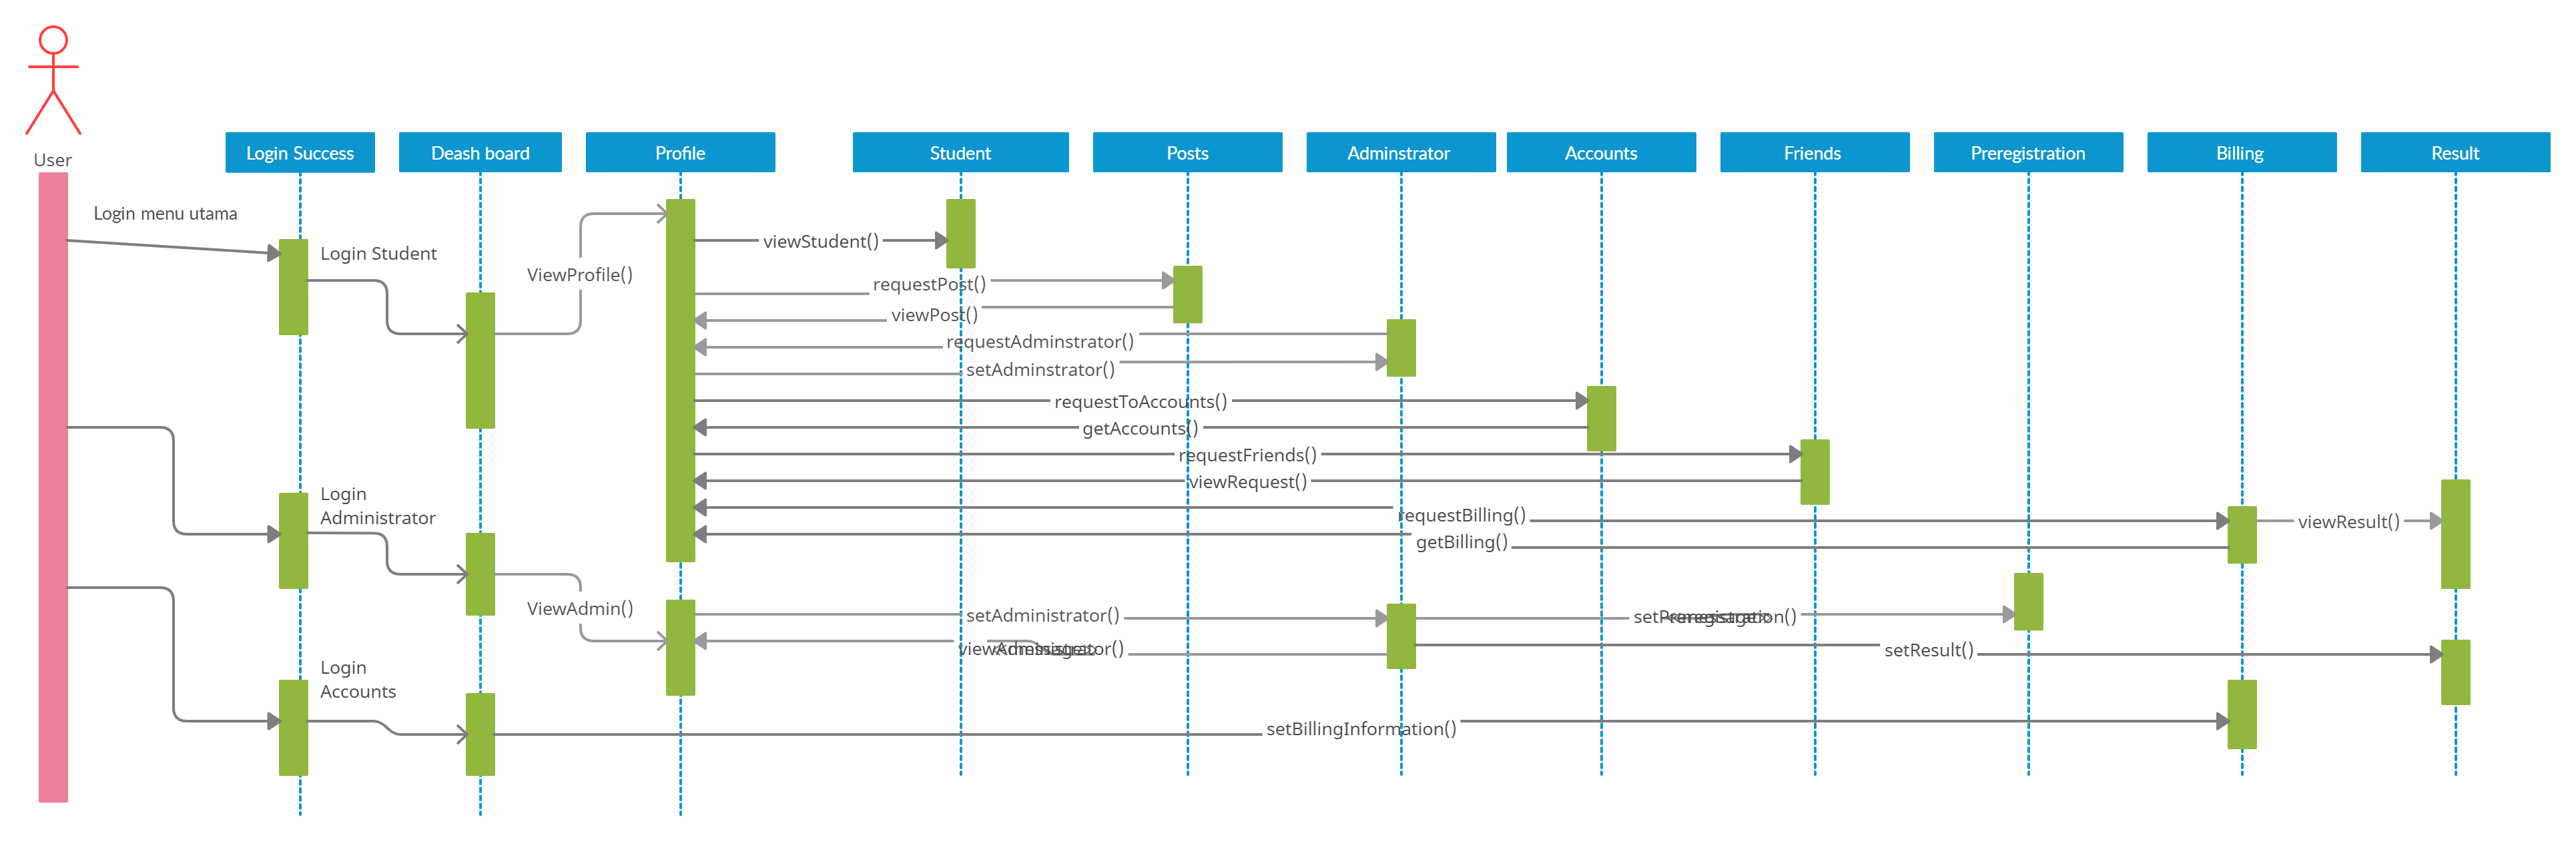 User
Login Success
Deash board
Profile
Student
Posts
Adminstrator
Accounts
Friends
Preregistration
Billing
Result
Login menu utama
Login Student
ViewProfile()
viewStudent()
requestPost()
viewPost()
requestAdminstrator()
setAdminstrator()
requestToAccounts()
getAccounts()
requestFriends()
viewRequest()
requestBilling()
viewResult()
getBilling()
Login
Administrator
ViewAdmin()
setAdministrator()
setPreregistration()
viewAdministrator()
setResult()
Login
Accounts
setBillingInformation()